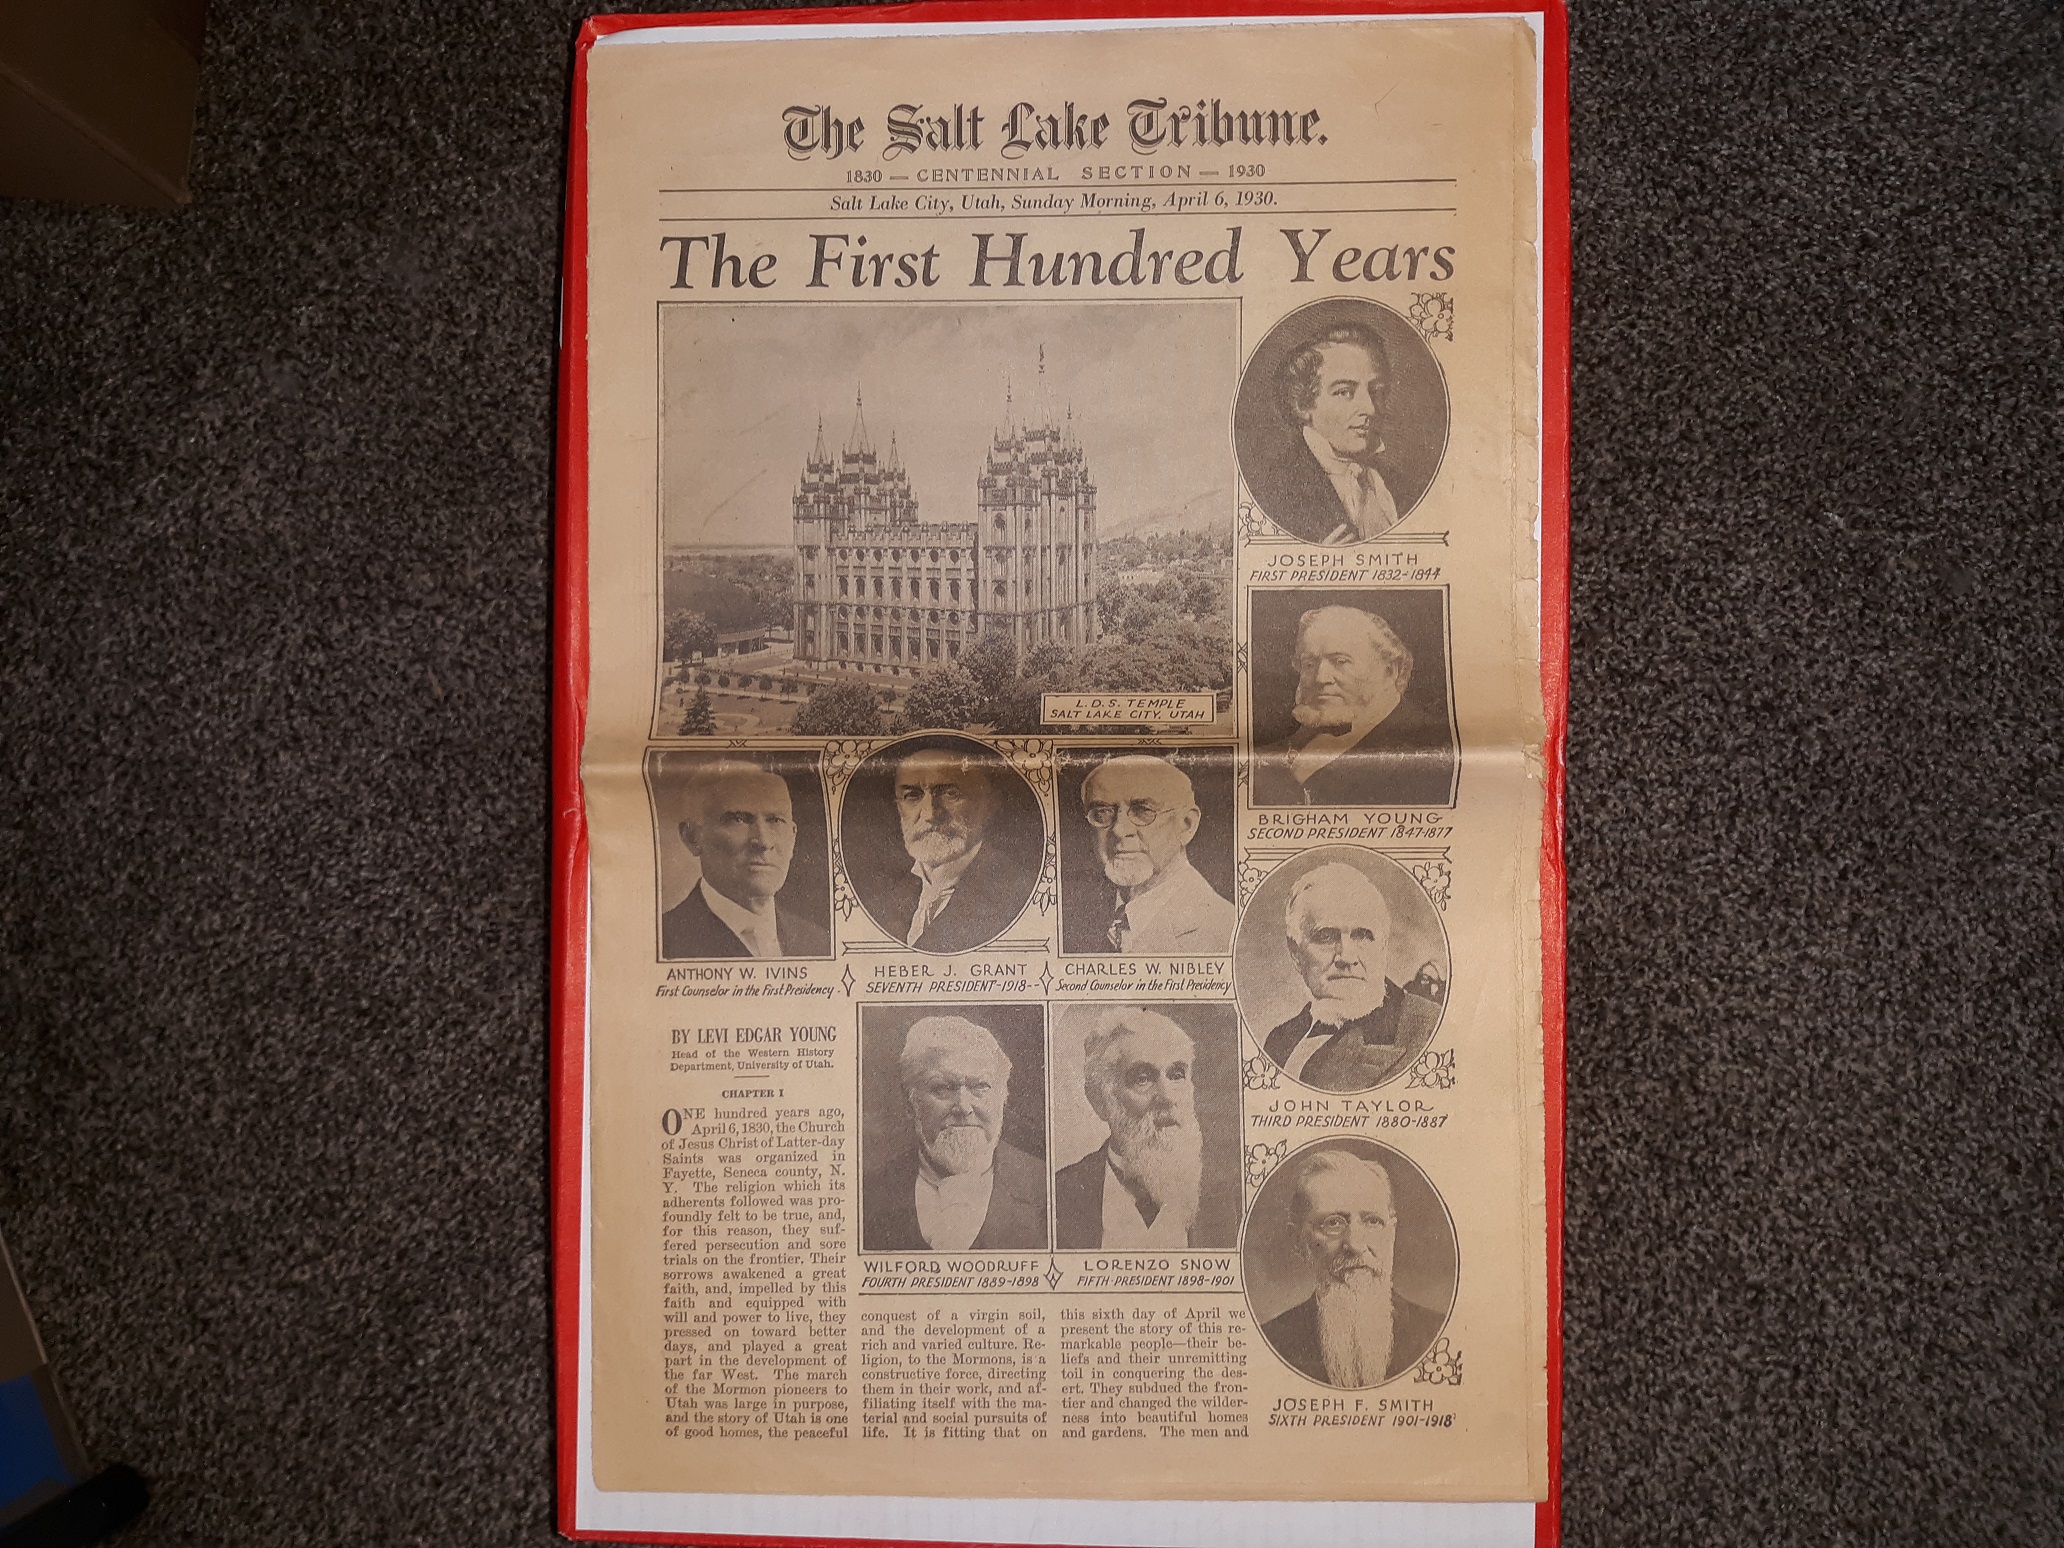 The Salt Lake Tribune.
1830 — CENTENNIAL SECTION — 1930
Salt Lake City, Utah, Sunday Morning, April 6, 1930.
The First Hundred Years
L.D.S. TEMPLE
SALT LAKE CITY, UTAH
JOSEPH SMITH
FIRST PRESIDENT 1832-1844
BRIGHAM YOUNG
SECOND PRESIDENT 1847-1877
ANTHONY W. IVINS
First Counselor in the First Presidency
HEBER J. GRANT
SEVENTH PRESIDENT-1918--
CHARLES W. NIBLEY
Second Counselor in the First Presidency
JOHN TAYLOR
THIRD PRESIDENT 1880-1887
WILFORD WOODRUFF
FOURTH PRESIDENT 1889-1898
LORENZO SNOW
FIFTH PRESIDENT 1898-1901
JOSEPH F. SMITH
SIXTH PRESIDENT 1901-1918
BY LEVI EDGAR YOUNG
Head of the Western History
Department, University of Utah.
CHAPTER I
ONE hundred years ago,
April 6, 1830, the Church
of Jesus Christ of Latter-day
Saints was organized in
Fayette, Seneca county, N.
Y. The religion which its
adherents followed was pro-
foundly felt to be true, and,
for this reason, they suf-
fered persecution and sore
trials on the frontier. Their
sorrows awakened a great
faith, and, impelled by this
faith and equipped with
will and power to live, they
pressed on toward better
days, and played a great
part in the development of
the far West. The march
of the Mormon pioneers to
Utah was large in purpose,
and the story of Utah is one
of good homes, the peaceful
conquest of a virgin soil,
and the development of a
rich and varied culture. Re-
ligion, to the Mormons, is a
constructive force, directing
them in their work, and af-
filiating itself with the ma-
terial and social pursuits of
life. It is fitting that on
this sixth day of April we
present the story of this re-
markable people—their be-
liefs and their unremitting
toil in conquering the des-
ert. They subdued the fron-
tier and changed the wilder-
ness into beautiful homes
and gardens. The men and